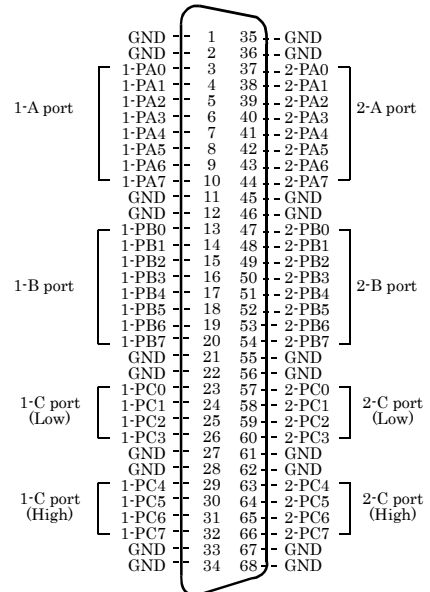 GND 1 35 GND
GND 2 36 GND
1-PA0 3 37 2-PA0
1-PA1 4 38 2-PA1
1-A port 1-PA2 5 39 2-PA2 2-A port
1-PA3 6 40 2-PA3
1-PA4 7 41 2-PA4
1-PA5 8 42 2-PA5
1-PA6 9 43 2-PA6
1-PA7 10 44 2-PA7
GND 11 45 GND
GND 12 46 GND
1-PB0 13 47 2-PB0
1-PB1 14 48 2-PB1
1-PB2 15 49 2-PB2
1-B port 1-PB3 16 50 2-PB3 2-B port
1-PB4 17 51 2-PB4
1-PB5 18 52 2-PB5
1-PB6 19 53 2-PB6
1-PB7 20 54 2-PB7
GND 21 55 GND
GND 22 56 GND
1-PC0 23 57 2-PC0
1-C port 1-PC1 24 58 2-PC1 2-C port
(Low) 1-PC2 25 59 2-PC2 (Low)
1-PC3 26 60 2-PC3
GND 27 61 GND
GND 28 62 GND
1-PC4 29 63 2-PC4
1-C port 1-PC5 30 64 2-PC5 2-C port
(High) 1-PC6 31 65 2-PC6 (High)
1-PC7 32 66 2-PC7
GND 33 67 GND
GND 34 68 GND